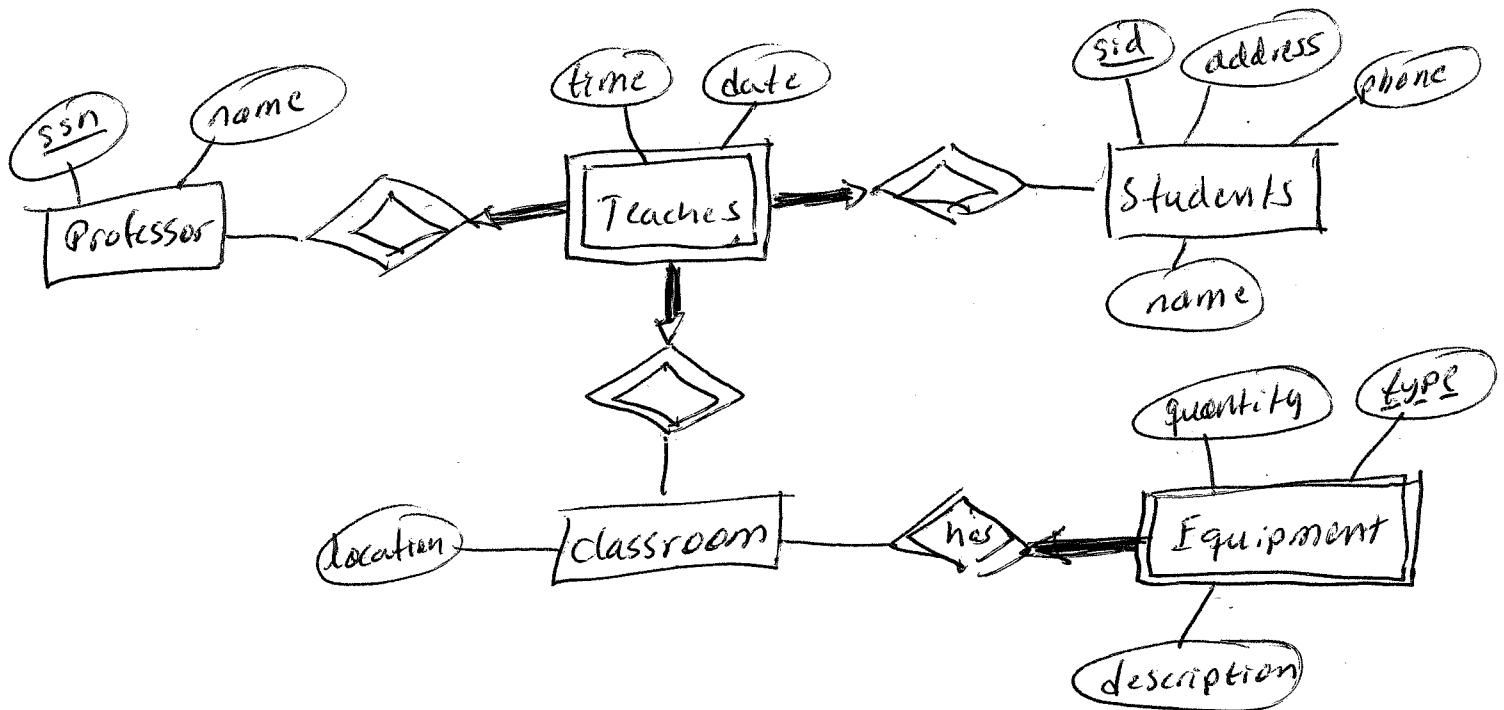 ssn
name
time
date
sid
address
phone
Professor
Teaches
Students
name
quantity
type
location
classroom
has
Equipment
description